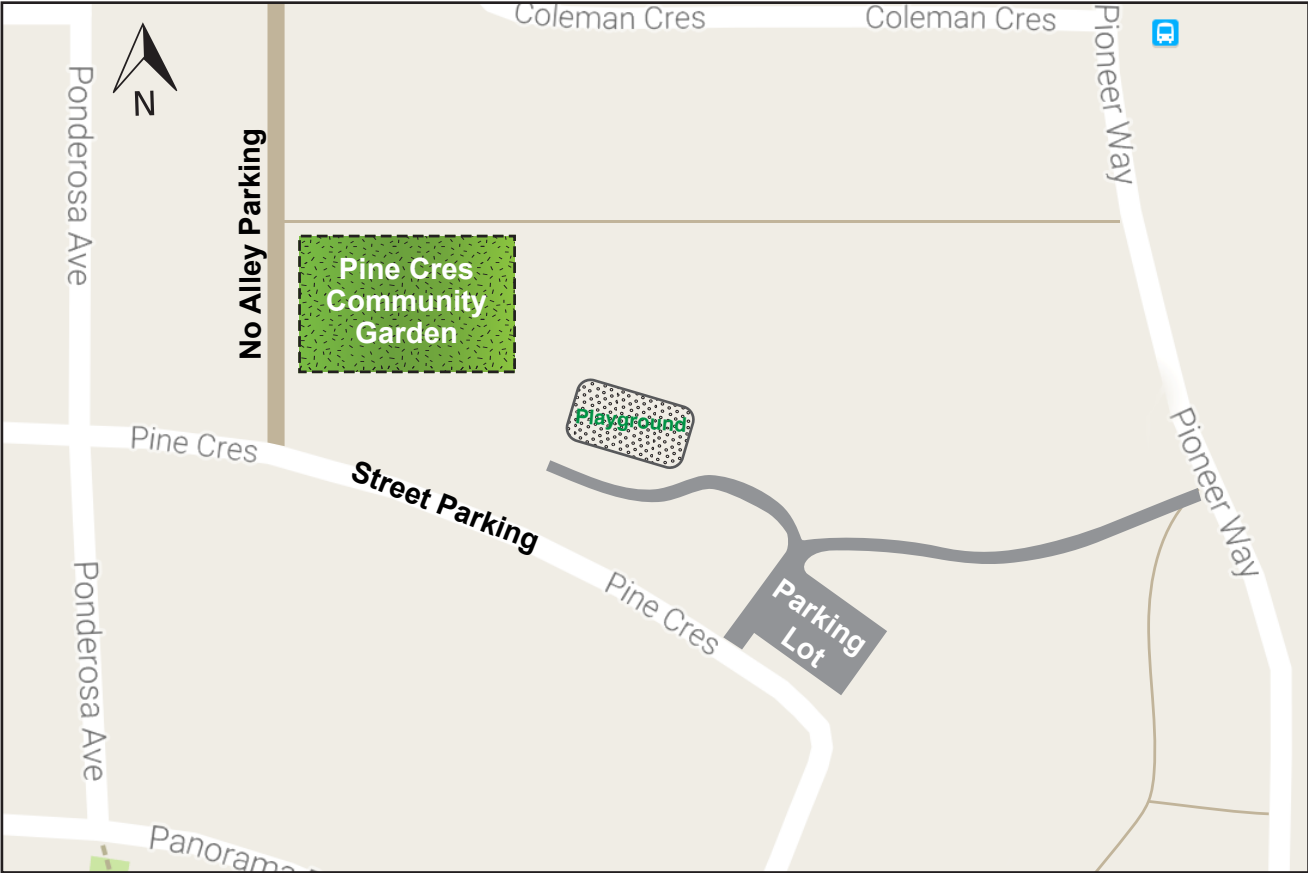 Coleman Cres
Coleman Cres
Pioneer Way
N
Ponderosa Ave
No Alley Parking
Pine Cres
Community
Garden
Playground
Pine Cres
Street Parking
Pioneer Way
Pine Cres
Parking
Lot
Ponderosa Ave
Panorama